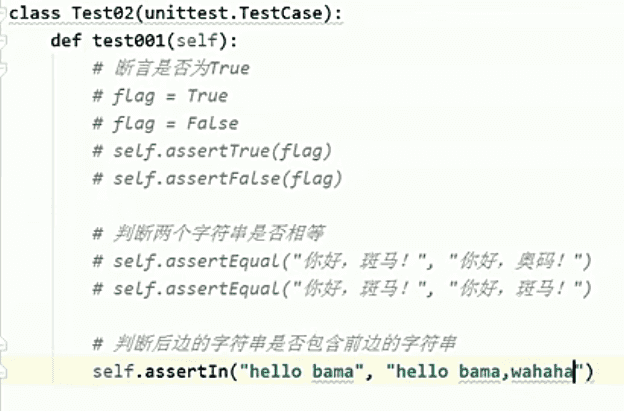 class Test02(unittest.TestCase):
def test001(self):
# 断言是否为True
# flag = True
# flag = False
# self.assertTrue(flag)
# self.assertFalse(flag)
# 判断两个字符串是否相等
# self.assertEqual("你好，斑马！", "你好，奥码！")
# self.assertEqual("你好，斑马！", "你好，斑马！")
# 判断后边的字符串是否包含前边的字符串
self.assertIn("hello bama", "hello bama,wahaha")